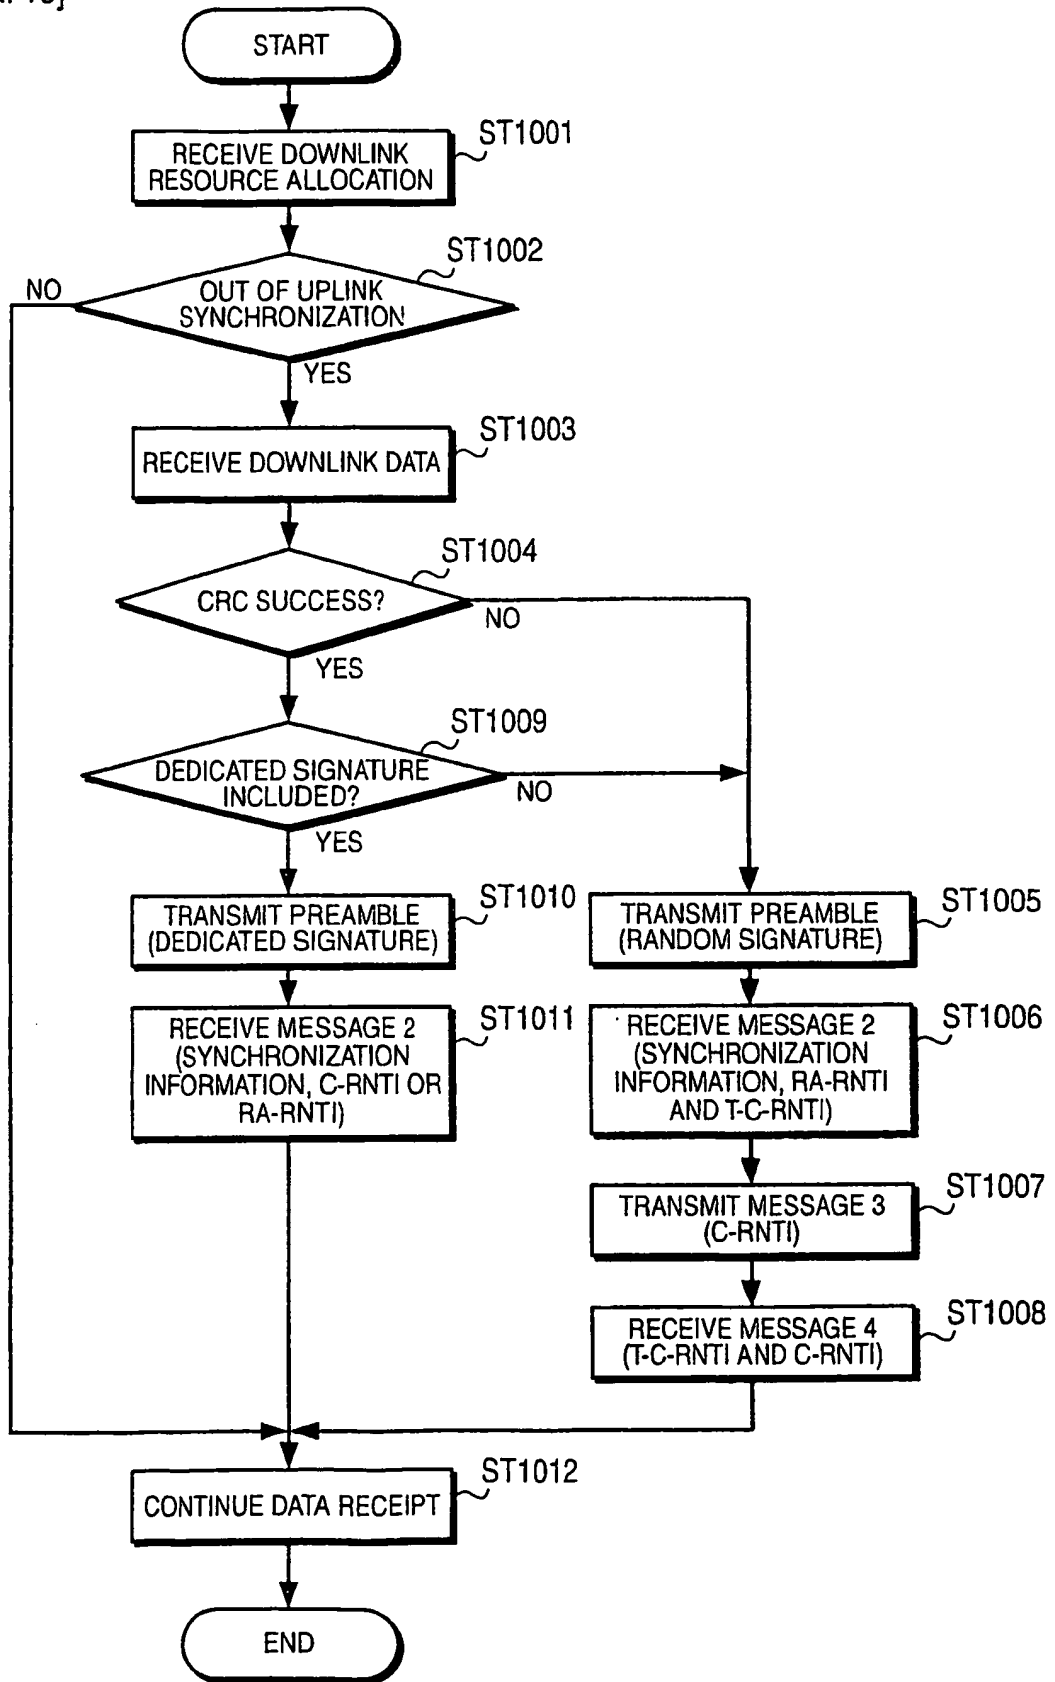 START
ST1001
RECEIVE DOWNLINK
RESOURCE ALLOCATION
ST1002
NO
OUT OF UPLINK
SYNCHRONIZATION
YES
ST1003
RECEIVE DOWNLINK DATA
ST1004
CRC SUCCESS?
NO
YES
ST1009
DEDICATED SIGNATURE
INCLUDED?
NO
YES
ST1010
TRANSMIT PREAMBLE
(DEDICATED SIGNATURE)
ST1005
TRANSMIT PREAMBLE
(RANDOM SIGNATURE)
ST1011
RECEIVE MESSAGE 2
(SYNCHRONIZATION
INFORMATION, C-RNTI OR
RA-RNTI)
ST1006
RECEIVE MESSAGE 2
(SYNCHRONIZATION
INFORMATION, RA-RNTI
AND T-C-RNTI)
ST1007
TRANSMIT MESSAGE 3
(C-RNTI)
ST1008
RECEIVE MESSAGE 4
(T-C-RNTI AND C-RNTI)
ST1012
CONTINUE DATA RECEIPT
END